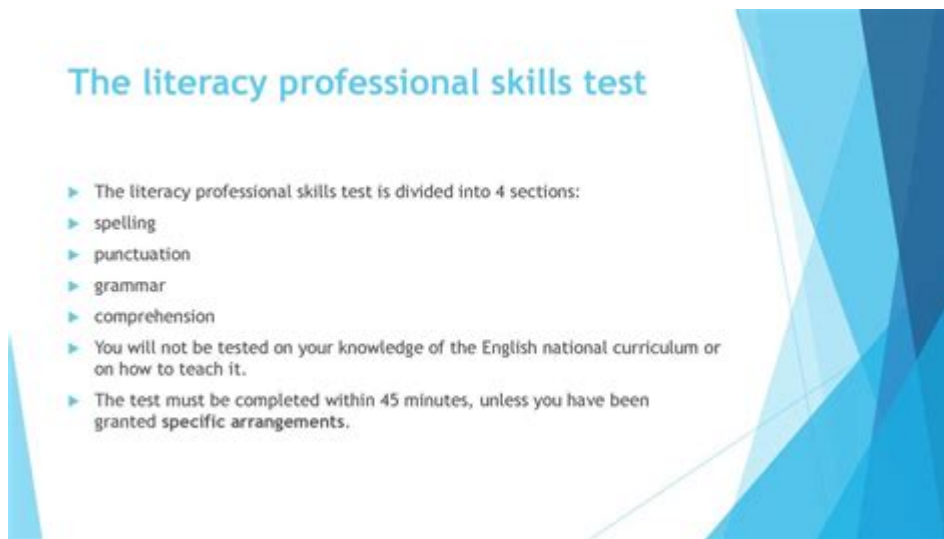 The literacy professional skills test
The literacy professional skills test is divided into 4 sections:
spelling
punctuation
grammar
comprehension
You will not be tested on your knowledge of the English national curriculum or
on how to teach it.
The test must be completed within 45 minutes, unless you have been
granted specific arrangements.